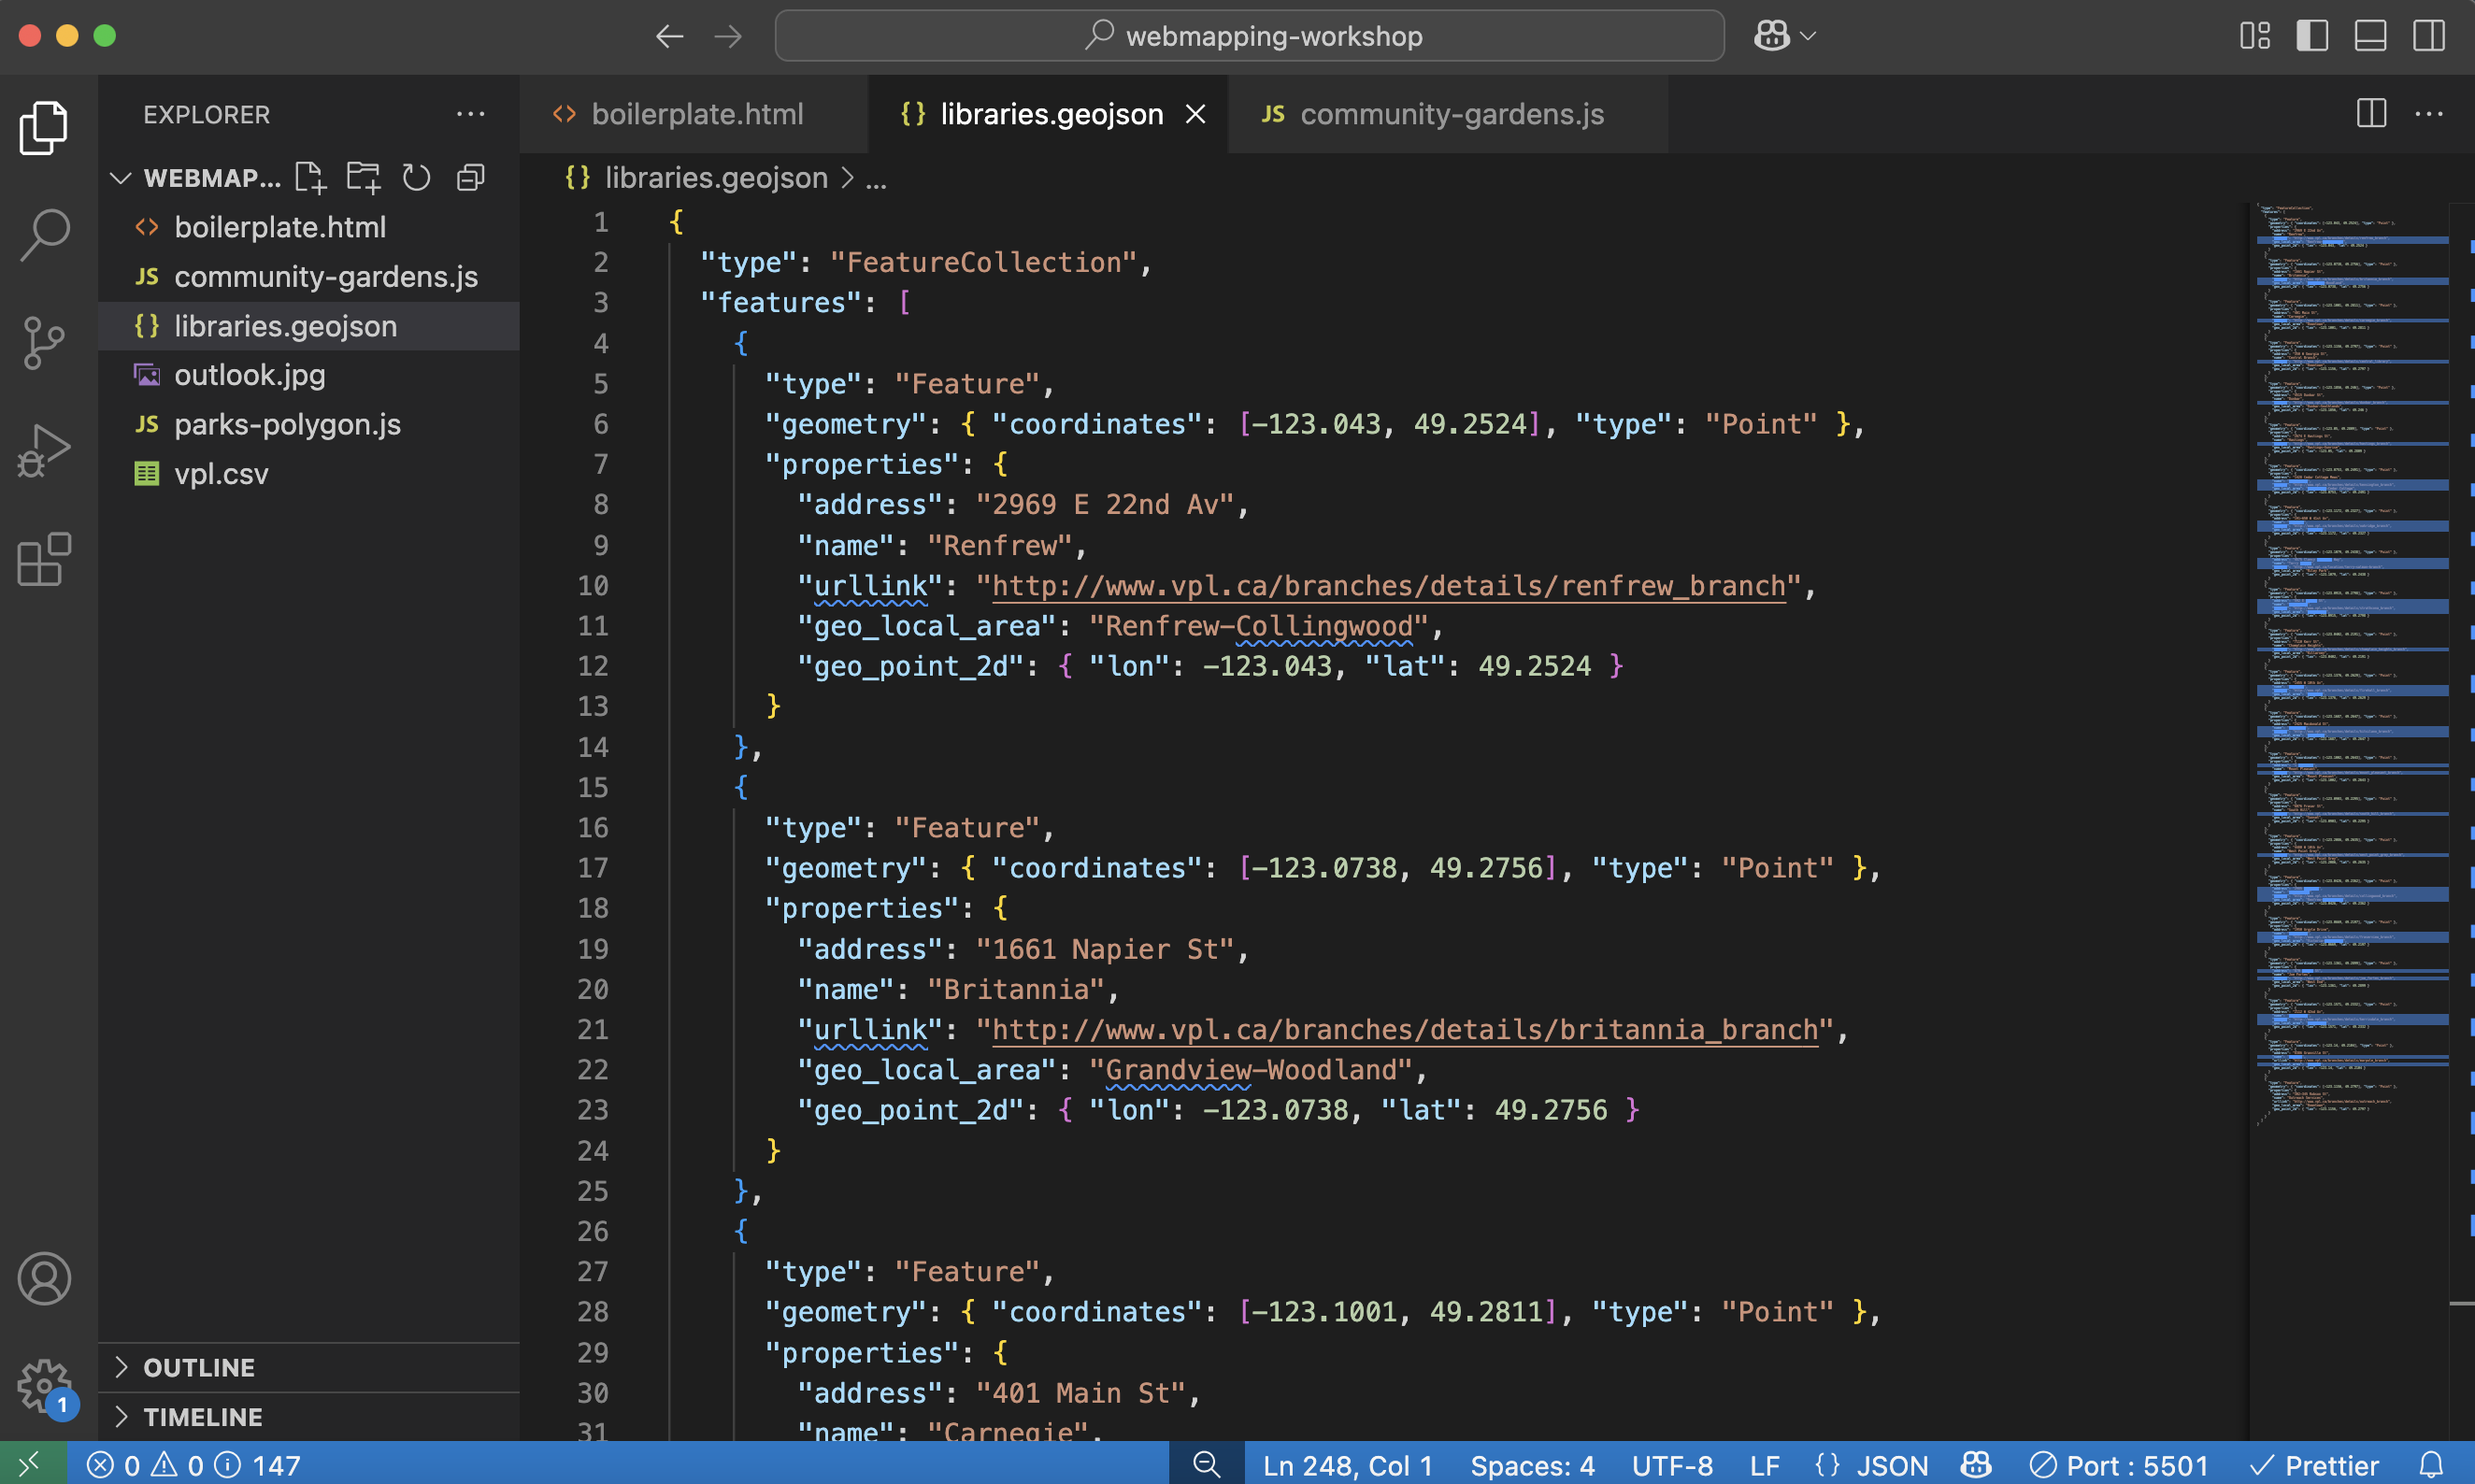 webmapping-workshop
EXPLORER
WEBMAP...
boilerplate.html
JS community-gardens.js
{} libraries.geojson
outlook.jpg
JS parks-polygon.js
vpl.csv
OUTLINE
TIMELINE
1
<> boilerplate.html
{} libraries.geojson
JS community-gardens.js
{} libraries.geojson > ...
1 {
2 "type": "FeatureCollection",
3 "features": [
4 {
5 "type": "Feature",
6 "geometry": { "coordinates": [-123.043, 49.2524], "type": "Point" },
7 "properties": {
8 "address": "2969 E 22nd Av",
9 "name": "Renfrew",
10 "urllink": "http://www.vpl.ca/branches/details/renfrew_branch",
11 "geo_local_area": "Renfrew-Collingwood",
12 "geo_point_2d": { "lon": -123.043, "lat": 49.2524 }
13 }
14 },
15 {
16 "type": "Feature",
17 "geometry": { "coordinates": [-123.0738, 49.2756], "type": "Point" },
18 "properties": {
19 "address": "1661 Napier St",
20 "name": "Britannia",
21 "urllink": "http://www.vpl.ca/branches/details/britannia_branch",
22 "geo_local_area": "Grandview-Woodland",
23 "geo_point_2d": { "lon": -123.0738, "lat": 49.2756 }
24 }
25 },
26 {
27 "type": "Feature",
28 "geometry": { "coordinates": [-123.1001, 49.2811], "type": "Point" },
29 "properties": {
30 "address": "401 Main St",
31 "name": "Carnegie",
0 0 147
Ln 248, Col 1 Spaces: 4 UTF-8 LF {} JSON Port : 5501 Prettier